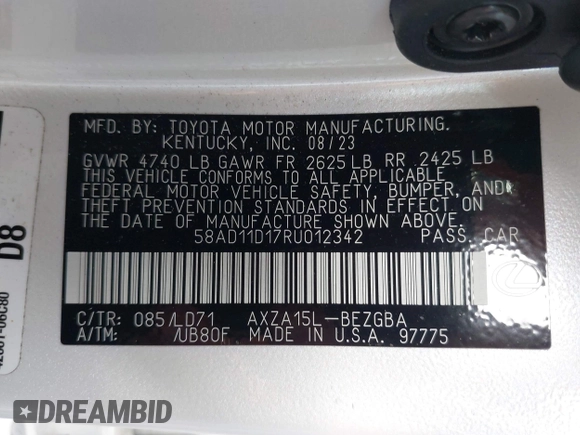 MFD. BY: TOYOTA MOTOR MANUFACTURING.
KENTUCKY, INC. 08/23
GVWR 4740 LB GAWR FR 2625 LB RR 2425 LB
THIS VEHICLE CONFORMS TO ALL APPLICABLE
FEDERAL MOTOR VEHICLE SAFETY, BUMPER, AND
THEFT PREVENTION STANDARDS IN EFFECT ON
THE DATE OF MANUFACTURE SHOWN ABOVE.
58AD11D17RU012342 PASS. CAR
C/TR: 085/LD71 AXZA15L-BEZGBA
A/TM: /UB80F MADE IN U.S.A. 97775
D8
DREAMBID